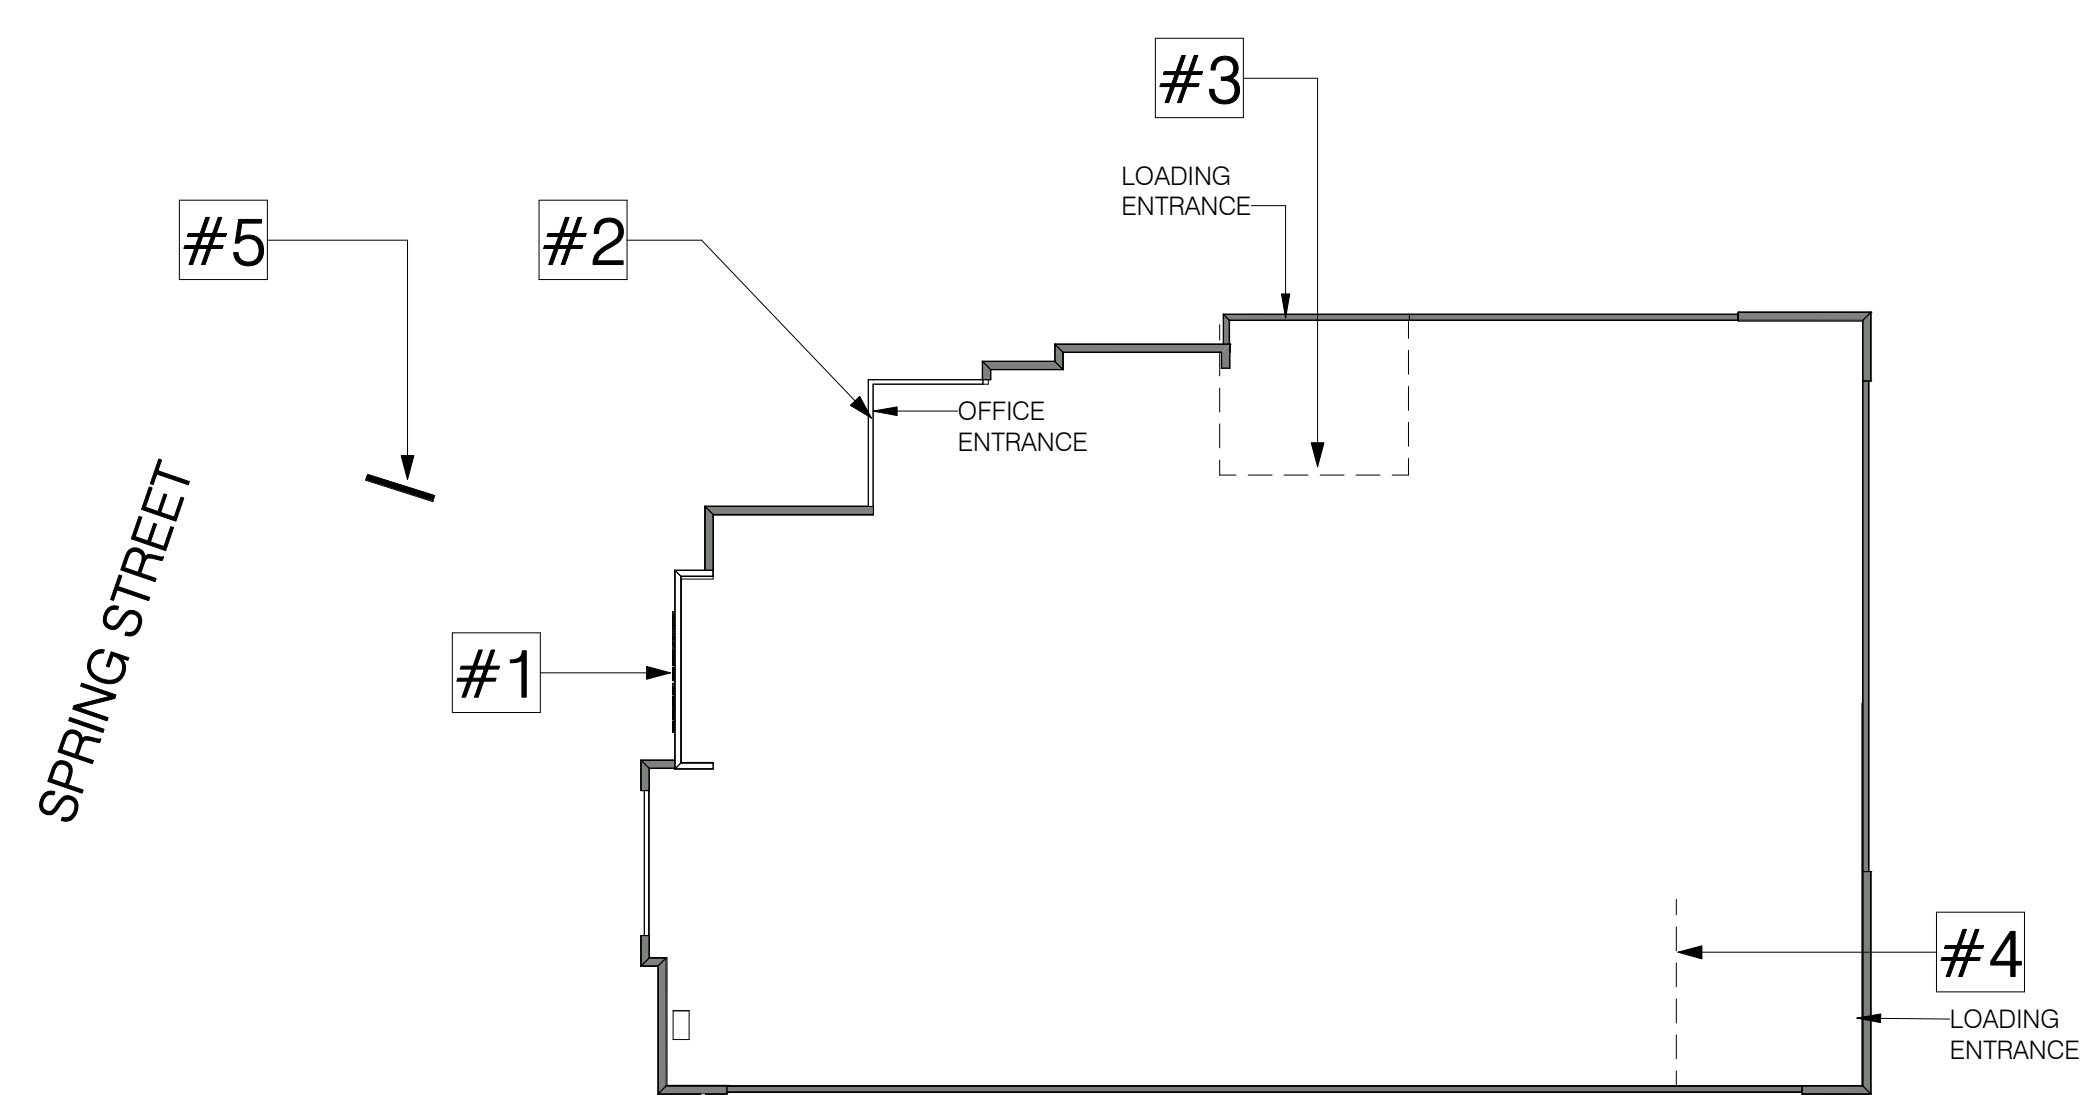 #3
LOADING
ENTRANCE
#5
#2
OFFICE
ENTRANCE
SPRING STREET
#1
#4
LOADING
ENTRANCE